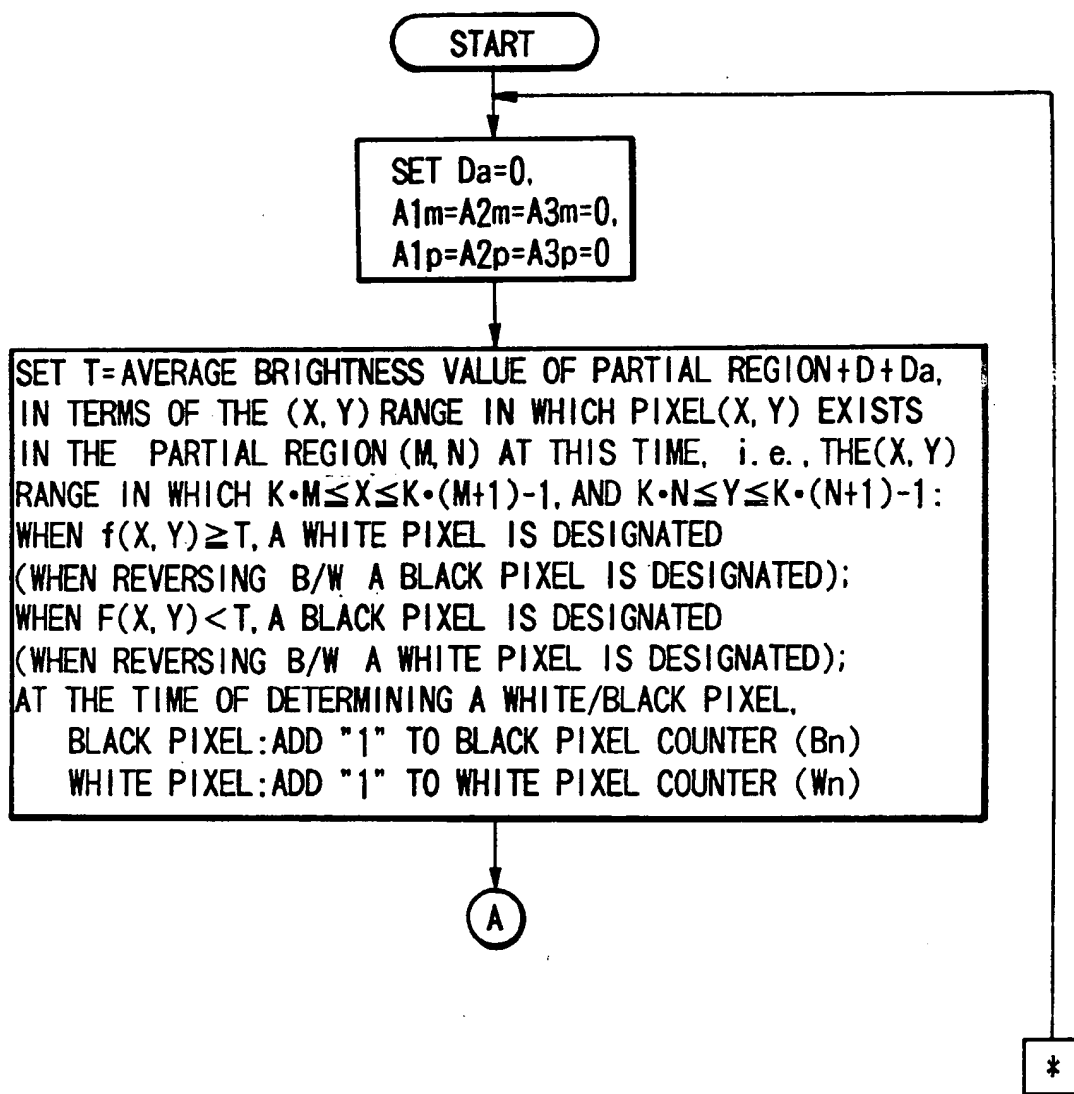 START
SET Da=0,
A1m=A2m=A3m=0,
A1p=A2p=A3p=0
SET T=AVERAGE BRIGHTNESS VALUE OF PARTIAL REGION+D+Da,
IN TERMS OF THE (X, Y) RANGE IN WHICH PIXEL(X, Y) EXISTS
IN THE PARTIAL REGION (M, N) AT THIS TIME, i.e., THE(X, Y)
RANGE IN WHICH K•M≦X≦K•(M+1)-1, AND K•N≦Y≦K•(N+1)-1:
WHEN f(X, Y)≧T, A WHITE PIXEL IS DESIGNATED
(WHEN REVERSING B/W A BLACK PIXEL IS DESIGNATED);
WHEN F(X, Y)<T, A BLACK PIXEL IS DESIGNATED
(WHEN REVERSING B/W A WHITE PIXEL IS DESIGNATED);
AT THE TIME OF DETERMINING A WHITE/BLACK PIXEL,
BLACK PIXEL:ADD "1" TO BLACK PIXEL COUNTER (Bn)
WHITE PIXEL:ADD "1" TO WHITE PIXEL COUNTER (Wn)
A
*